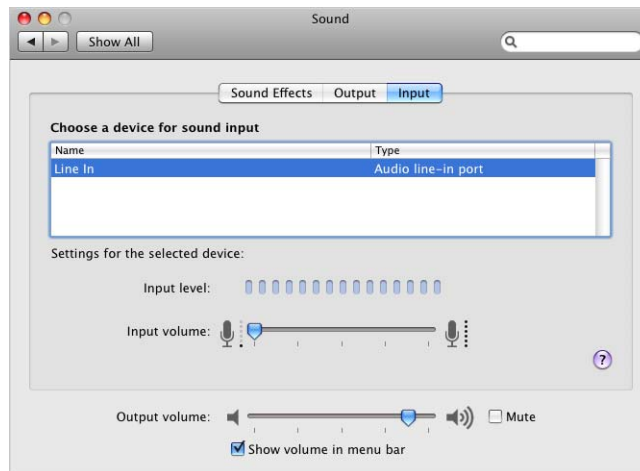 Sound
Show All
Sound Effects Output Input
Choose a device for sound input
Name Type
Line In Audio line-in port
Settings for the selected device:
Input level:
Input volume:
?
Output volume: Mute
Show volume in menu bar